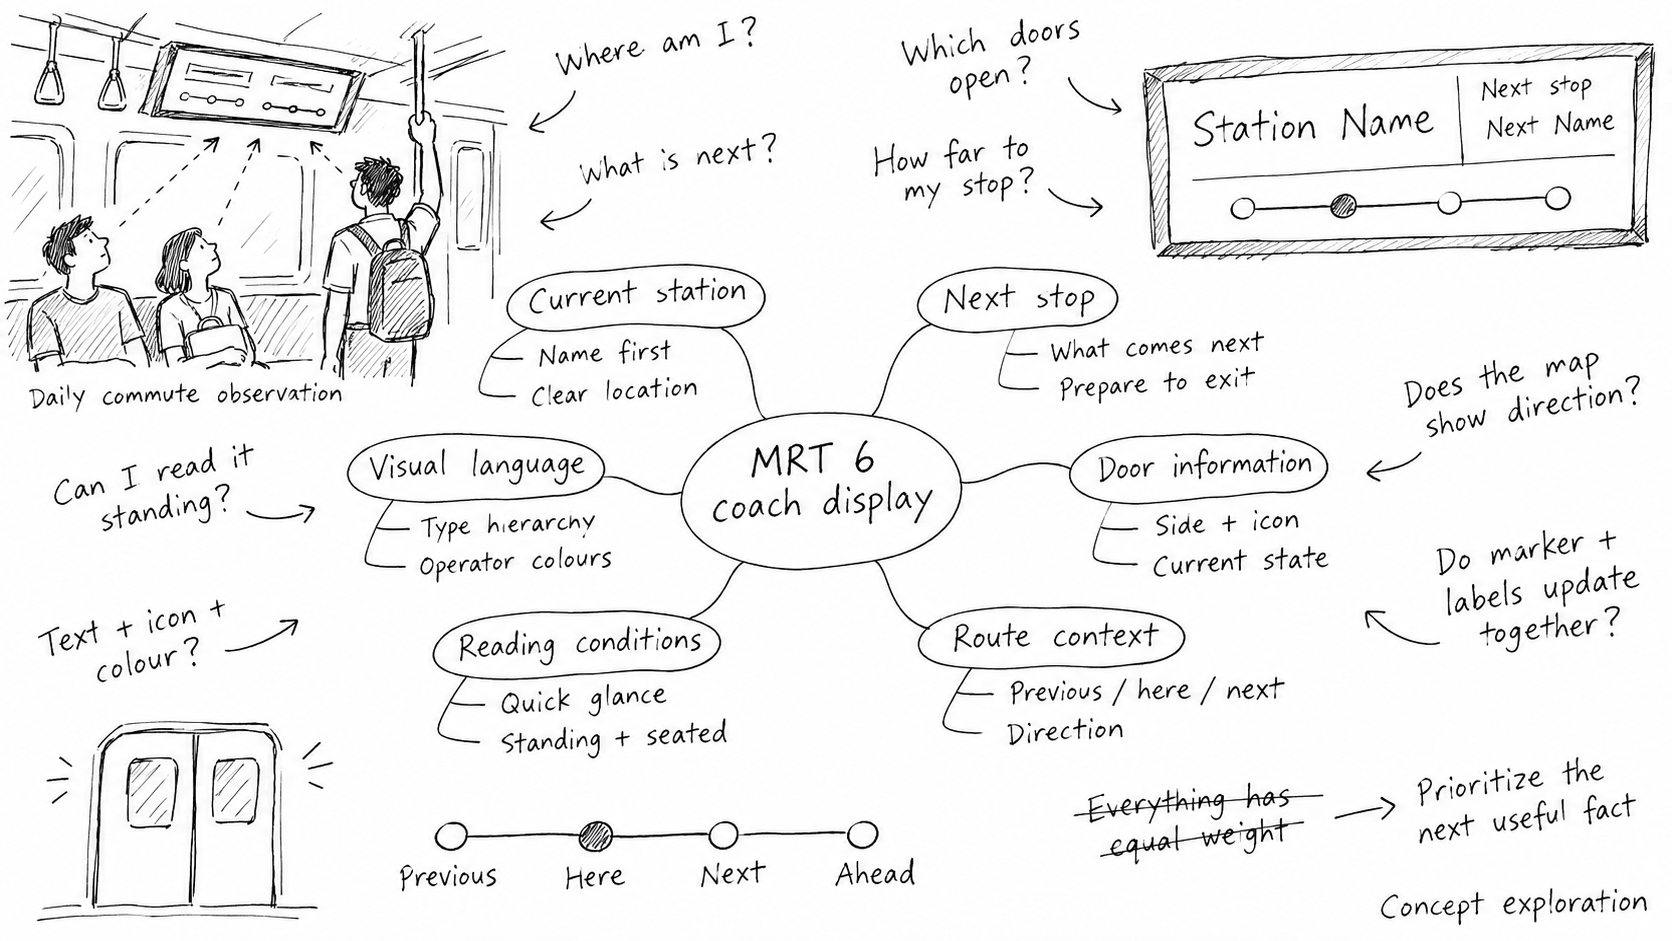 Where am I?
What is next?
Which doors
open?
How far to
my stop?
Station Name
Next stop
Next Name
Daily commute observation
Current station
Name first
Clear location
Next stop
What comes next
Prepare to exit
Does the map
show direction?
Can I read it
standing?
Visual language
Type hierarchy
Operator colours
MRT 6
coach display
Door information
Side + icon
Current state
Do marker +
labels update
together?
Text + icon +
colour?
Reading conditions
Quick glance
Standing + seated
Route context
Previous / here / next
Direction
Previous
Here
Next
Ahead
Everything has
equal weight
Prioritize the
next useful fact
Concept exploration